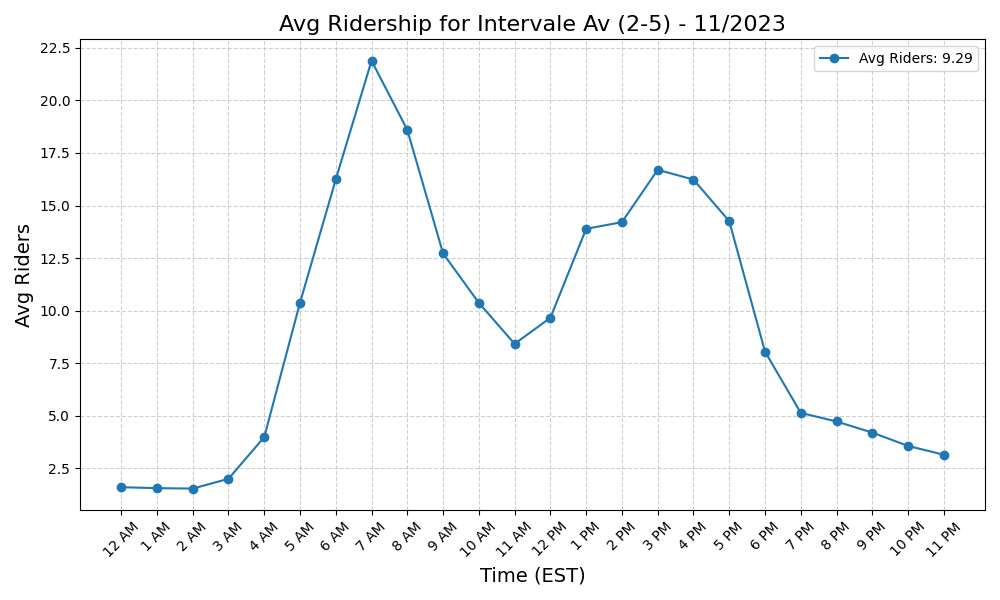 Avg Ridership for Intervale Av (2-5) - 11/2023
Avg Riders: 9.29
Avg Riders
22.5
20.0
17.5
15.0
12.5
10.0
7.5
5.0
2.5
12 AM
1 AM
2 AM
3 AM
4 AM
5 AM
6 AM
7 AM
8 AM
9 AM
10 AM
11 AM
12 PM
1 PM
2 PM
3 PM
4 PM
5 PM
6 PM
7 PM
8 PM
9 PM
10 PM
11 PM
Time (EST)